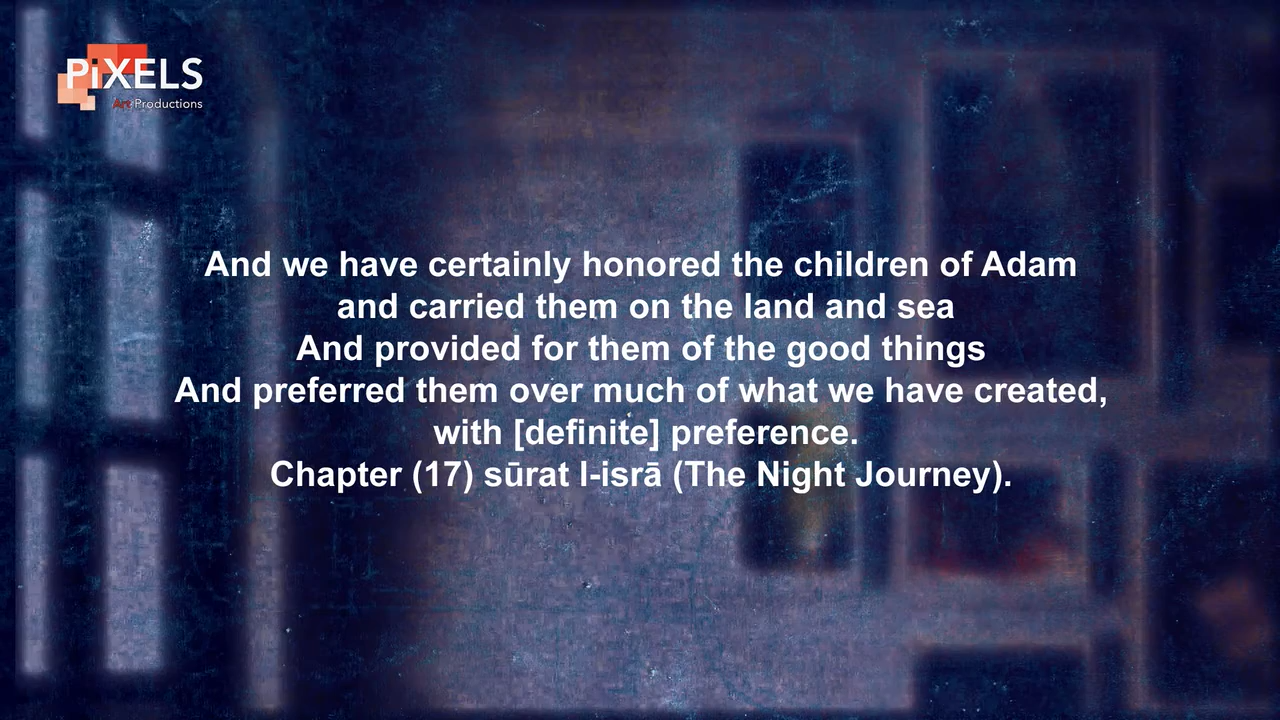 PiXELS
Art Productions
And we have certainly honored the children of Adam
and carried them on the land and sea
And provided for them of the good things
And preferred them over much of what we have created,
with [definite] preference.
Chapter (17) sūrat l-isrā (The Night Journey).